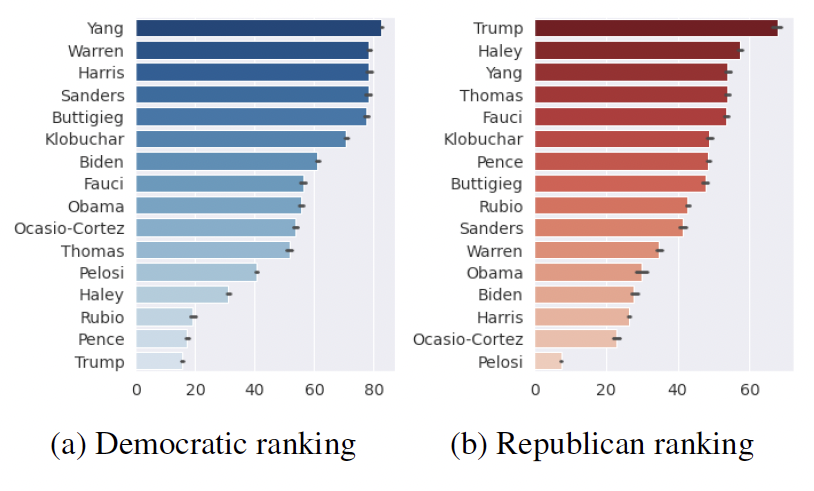 Yang
Warren
Harris
Sanders
Buttigieg
Klobuchar
Biden
Fauci
Obama
Ocasio-Cortez
Thomas
Pelosi
Haley
Rubio
Pence
Trump
0 20 40 60 80
(a) Democratic ranking
Trump
Haley
Yang
Thomas
Fauci
Klobuchar
Pence
Buttigieg
Rubio
Sanders
Warren
Obama
Biden
Harris
Ocasio-Cortez
Pelosi
0 20 40 60
(b) Republican ranking